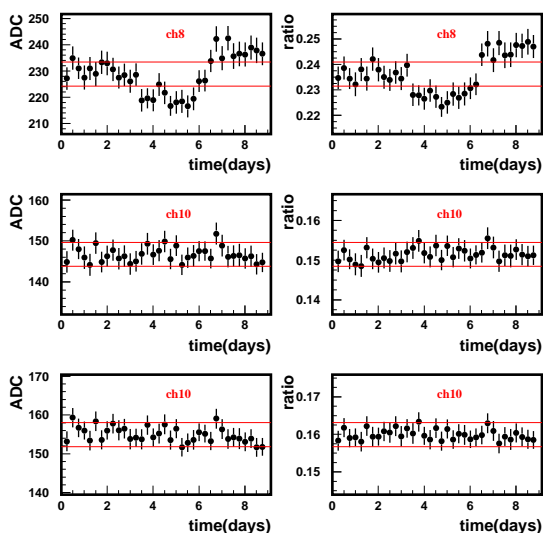 ADC
250
240
230
220
210
ch8
0 2 4 6 8
time(days)
ratio
0.25
0.24
0.23
0.22
ch8
0 2 4 6 8
time(days)
ADC
160
150
140
ch10
0 2 4 6 8
time(days)
ratio
0.16
0.15
0.14
ch10
0 2 4 6 8
time(days)
ADC
170
160
150
140
ch10
0 2 4 6 8
time(days)
ratio
0.17
0.16
0.15
ch10
0 2 4 6 8
time(days)